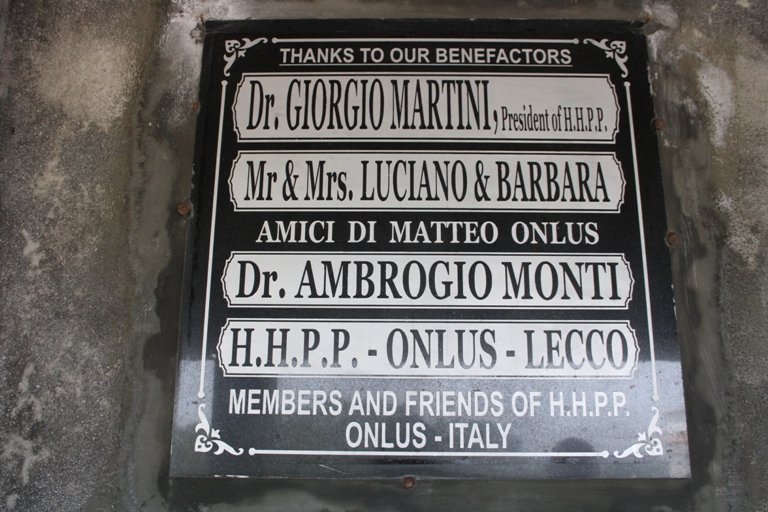 THANKS TO OUR BENEFACTORS
Dr. GIORGIO MARTINI, President of H.H.P.P.
Mr & Mrs. LUCIANO & BARBARA
AMICI DI MATTEO ONLUS
Dr. AMBROGIO MONTI
H.H.P.P. - ONLUS - LECCO
MEMBERS AND FRIENDS OF H.H.P.P.
ONLUS - ITALY